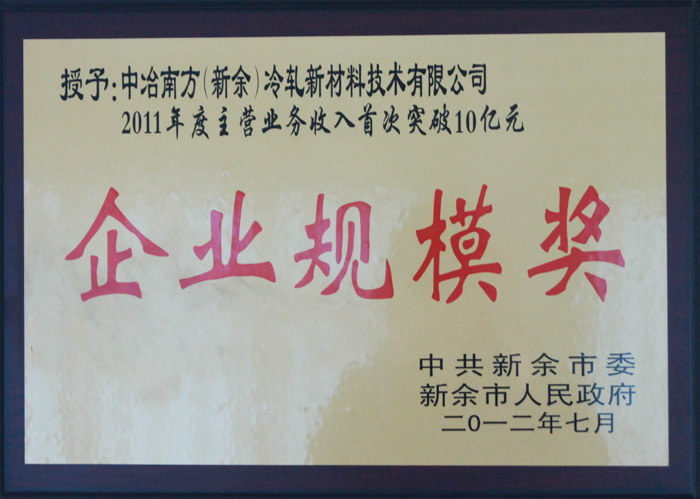 授予:中冶南方(新余)冷轧新材料技术有限公司
2011年度主营业务收入首次突破10亿元
企业规模奖
中共新余市委
新余市人民政府
二〇一二年七月